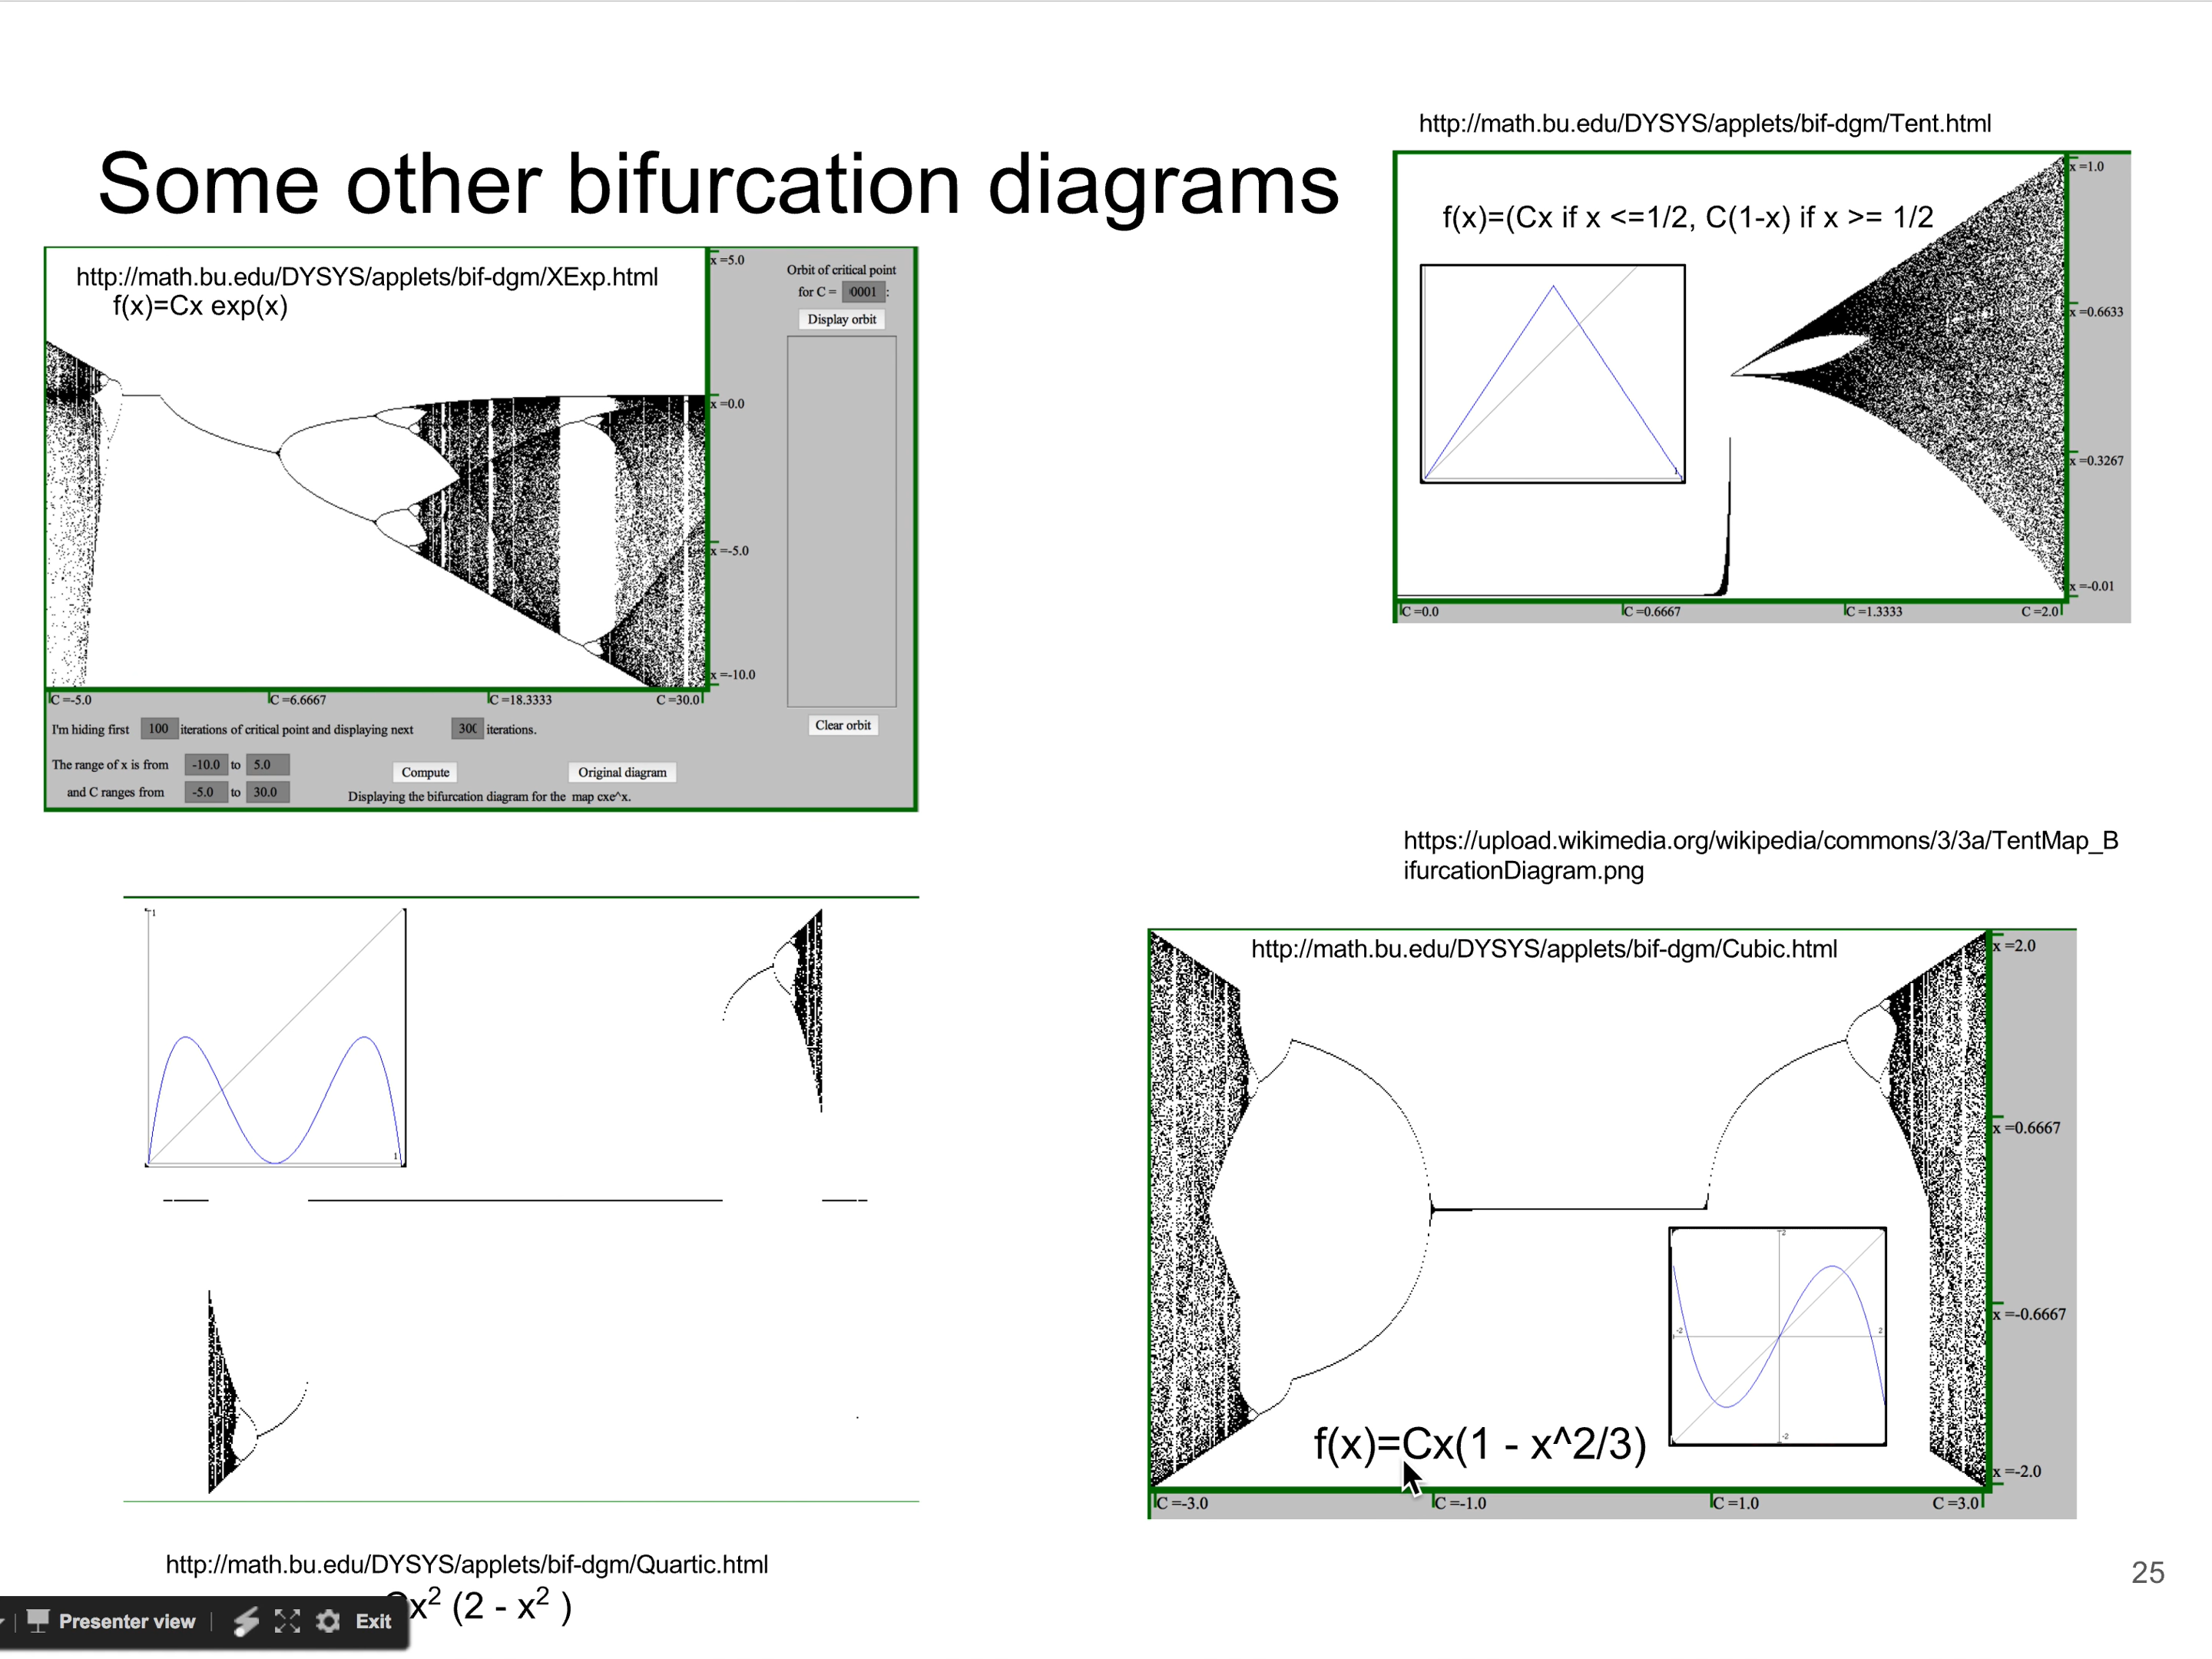 Some other bifurcation diagrams
http://math.bu.edu/DYSYS/applets/bif-dgm/XExp.html
f(x)=Cx exp(x)
x =5.0
x =0.0
x =-5.0
x =-10.0
C =-5.0
C =6.6667
C =18.3333
C =30.0
Orbit of critical point
for C = 0001 :
Display orbit
Clear orbit
I'm hiding first 100 iterations of critical point and displaying next 300 iterations.
The range of x is from -10.0 to 5.0
and C ranges from -5.0 to 30.0
Compute
Original diagram
Displaying the bifurcation diagram for the map cxe^x.
http://math.bu.edu/DYSYS/applets/bif-dgm/Tent.html
f(x)=(Cx if x <=1/2, C(1-x) if x >= 1/2
1
x =1.0
x =0.6633
x =0.3267
x =-0.01
C =0.0
C =0.6667
C =1.3333
C =2.0
https://upload.wikimedia.org/wikipedia/commons/3/3a/TentMap_B
ifurcationDiagram.png
1
1
http://math.bu.edu/DYSYS/applets/bif-dgm/Quartic.html
x² (2 - x² )
http://math.bu.edu/DYSYS/applets/bif-dgm/Cubic.html
x =2.0
x =0.6667
x =-0.6667
x =-2.0
2
-2
2
-2
f(x)=Cx(1 - x^2/3)
C =-3.0
C =-1.0
C =1.0
C =3.0
25
Presenter view
Exit